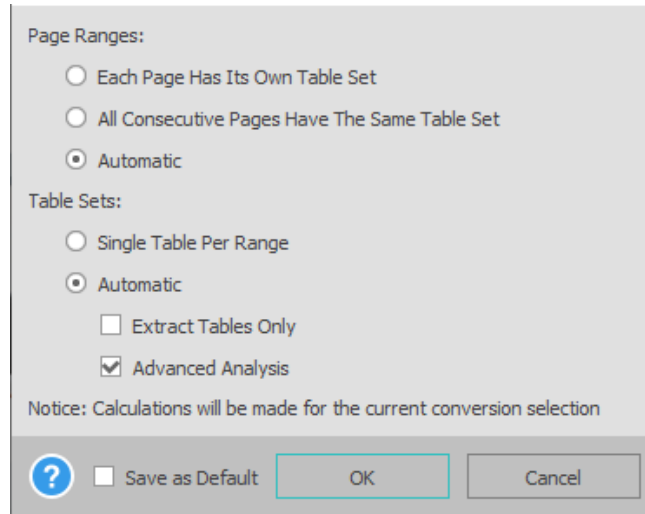 Page Ranges:
Each Page Has Its Own Table Set
All Consecutive Pages Have The Same Table Set
Automatic
Table Sets:
Single Table Per Range
Automatic
Extract Tables Only
Advanced Analysis
Notice: Calculations will be made for the current conversion selection
? Save as Default OK Cancel